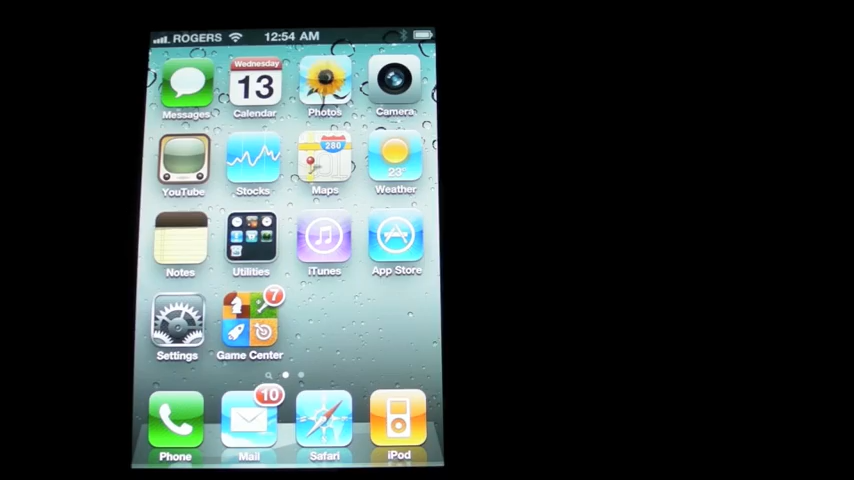 ROGERS 12:54 AM
Wednesday
13
280
23°
Messages Calendar Photos Camera
YouTube Stocks Maps Weather
Notes Utilities iTunes App Store
7
Settings Game Center
10
Phone Mail Safari iPod